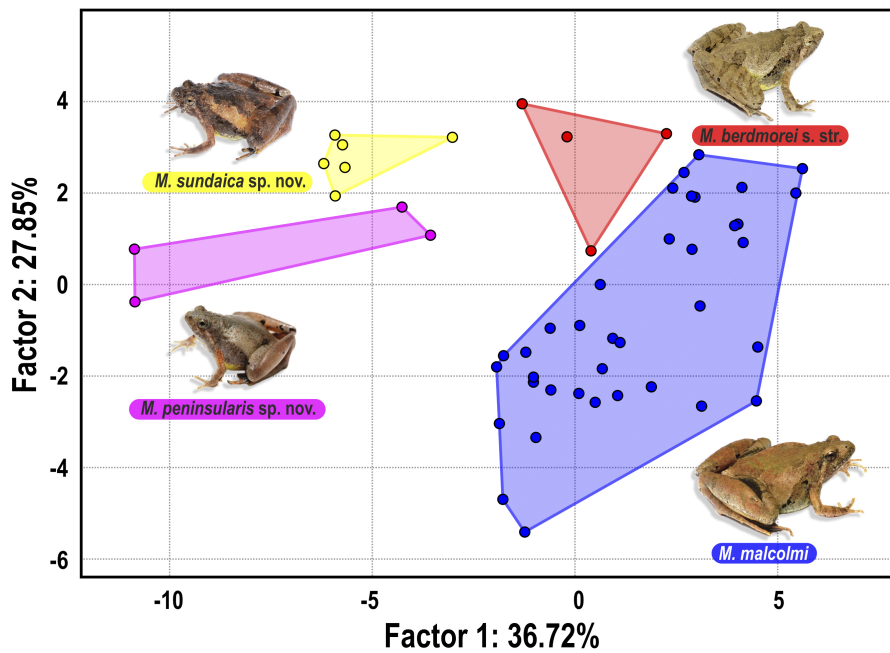 4
2
0
-2
-4
-6
-10
-5
0
5
Factor 2: 27.85%
Factor 1: 36.72%
M. sundaica sp. nov.
M. berdmorei s. str.
M. peninsularis sp. nov.
M. malcolmi